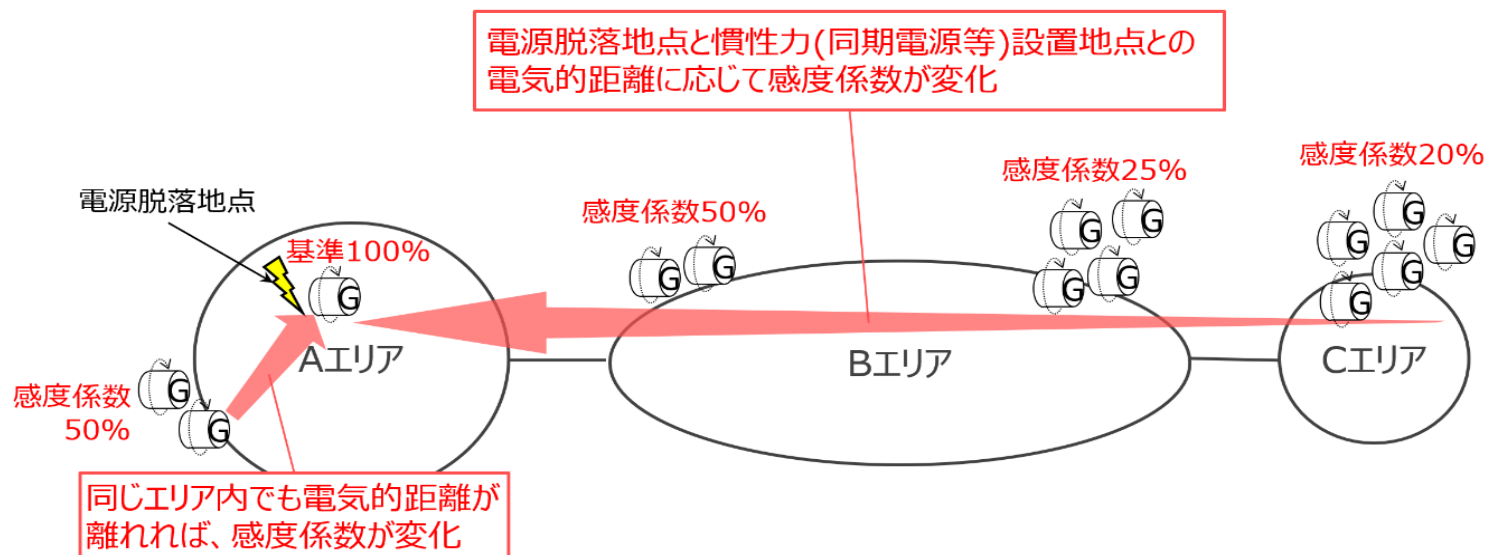 電源脱落地点と慣性力(同期電源等)設置地点との
電気的距離に応じて感度係数が変化
電源脱落地点
基準100%
感度係数50%
感度係数25%
感度係数20%
G
G
G
G
G
G
G
G
G
G
G
G
G
G
Aエリア
Bエリア
Cエリア
感度係数
50%
同じエリア内でも電気的距離が
離れれば、感度係数が変化